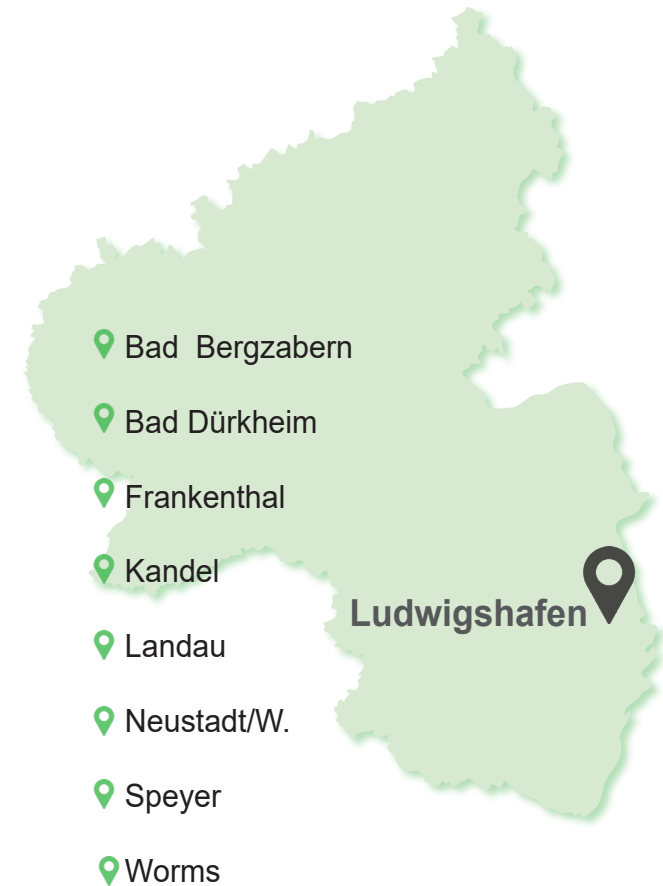 Bad Bergzabern
Bad Dürkheim
Frankenthal
Kandel
Ludwigshafen
Landau
Neustadt/W.
Speyer
Worms